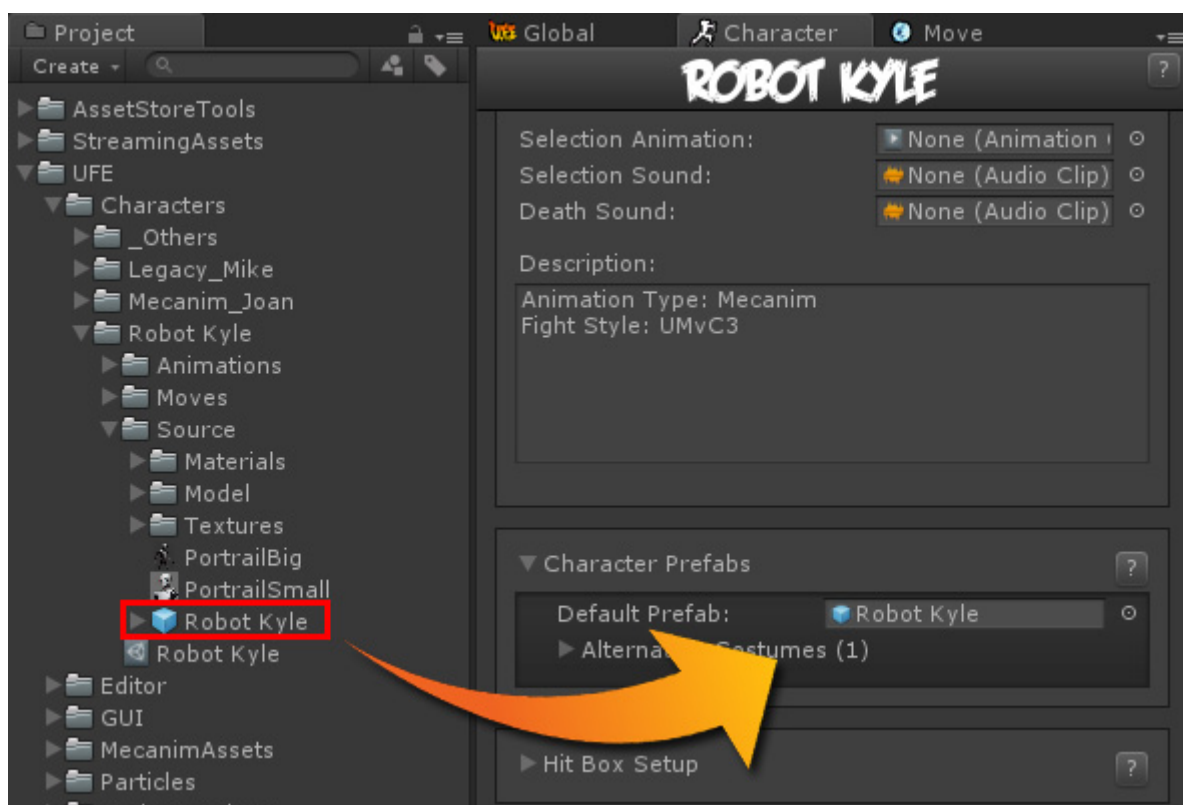 Project
Create
AssetStoreTools
StreamingAssets
UFE
Characters
_Others
Legacy_Mike
Mecanim_Joan
Robot Kyle
Animations
Moves
Source
Materials
Model
Textures
PortrailBig
PortrailSmall
Robot Kyle
Robot Kyle
Editor
GUI
MecanimAssets
Particles
UFE Global
Character
Move
ROBOT KYLE
?
Selection Animation: None (Animation
Selection Sound: None (Audio Clip)
Death Sound: None (Audio Clip)
Description:
Animation Type: Mecanim
Fight Style: UMvC3
Character Prefabs ?
Default Prefab: Robot Kyle
(1)
Hit Box Setup ?